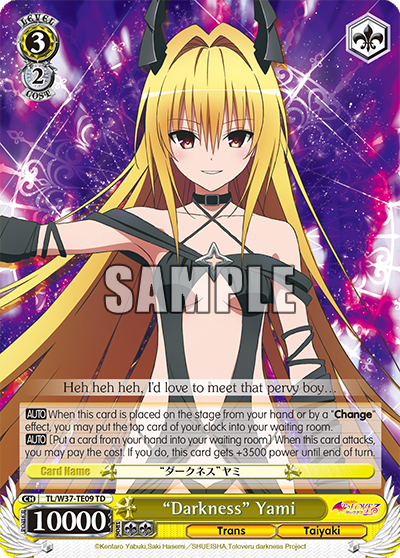 LEVEL
3
2
COST
SAMPLE
Heh heh heh, I'd love to meet that pervy boy…
AUTO When this card is placed on the stage from your hand or by a "Change"
effect, you may put the top card of your clock into your waiting room.
AUTO [Put a card from your hand into your waiting room] When this card attacks,
you may pay the cost. If you do, this card gets +3500 power until end of turn.
Card Name
“ダークネス”ヤミ
CH TL/W37-TE09 TD
“Darkness” Yami
10000
Trans
Taiyaki
©Kentaro Yabuki,Saki Hasemi／SHUEISHA,Toloveru darkness Project